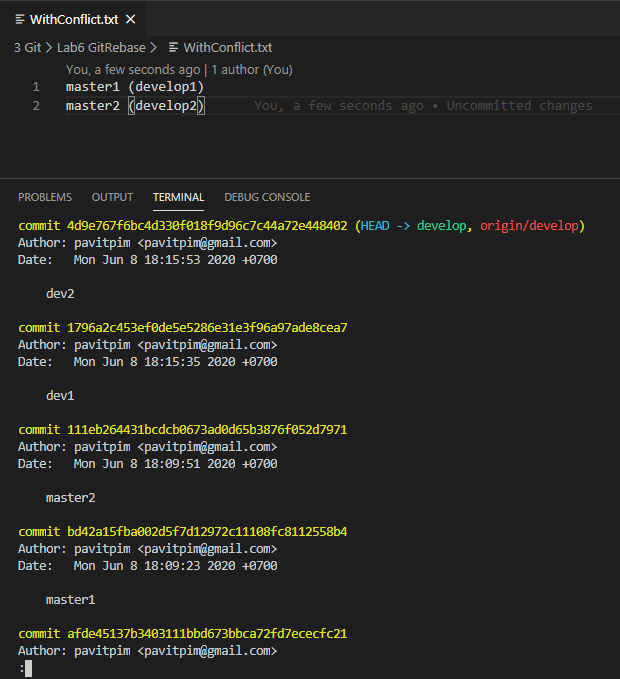 WithConflict.txt ×
3 Git > Lab6 GitRebase > WithConflict.txt
You, a few seconds ago | 1 author (You)
1 master1 (develop1)
2 master2 (develop2) You, a few seconds ago • Uncommitted changes
PROBLEMS OUTPUT TERMINAL DEBUG CONSOLE
commit 4d9e767f6bc4d330f018f9d96c7c44a72e448402 (HEAD -> develop, origin/develop)
Author: pavitpim <pavitpim@gmail.com>
Date:   Mon Jun 8 18:15:53 2020 +0700
    dev2
commit 1796a2c453ef0de5e5286e31e3f96a97ade8cea7
Author: pavitpim <pavitpim@gmail.com>
Date:   Mon Jun 8 18:15:35 2020 +0700
    dev1
commit 111eb264431bcdcb0673ad0d65b3876f052d7971
Author: pavitpim <pavitpim@gmail.com>
Date:   Mon Jun 8 18:09:51 2020 +0700
    master2
commit bd42a15fba002d5f7d12972c11108fc8112558b4
Author: pavitpim <pavitpim@gmail.com>
Date:   Mon Jun 8 18:09:23 2020 +0700
    master1
commit afde45137b3403111bbd673bbca72fd7ececfc21
Author: pavitpim <pavitpim@gmail.com>
: